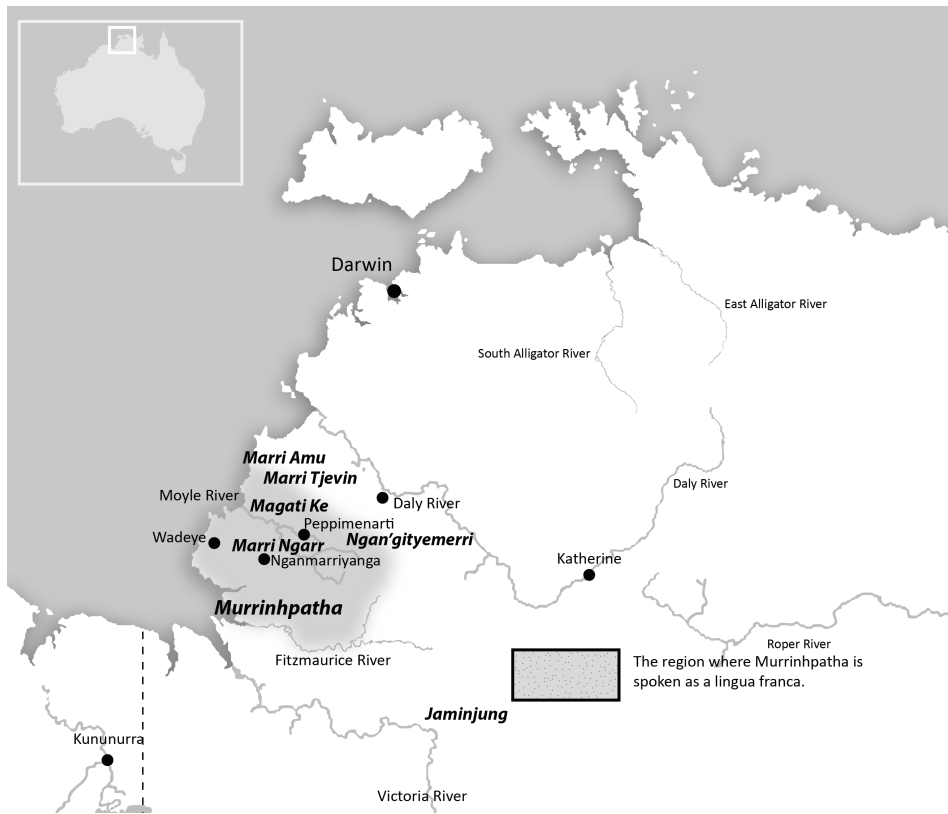 Darwin
East Alligator River
South Alligator River
Marri Amu
Marri Tjevin
Daly River
Moyle River
Magati Ke
Daly River
Peppimenarti
Wadeye
Marri Ngarr
Ngan'gityemerri
Nganmarriyanga
Katherine
Murrinhpatha
Roper River
Fitzmaurice River
The region where Murrinhpatha is
spoken as a lingua franca.
Jaminjung
Kununurra
Victoria River